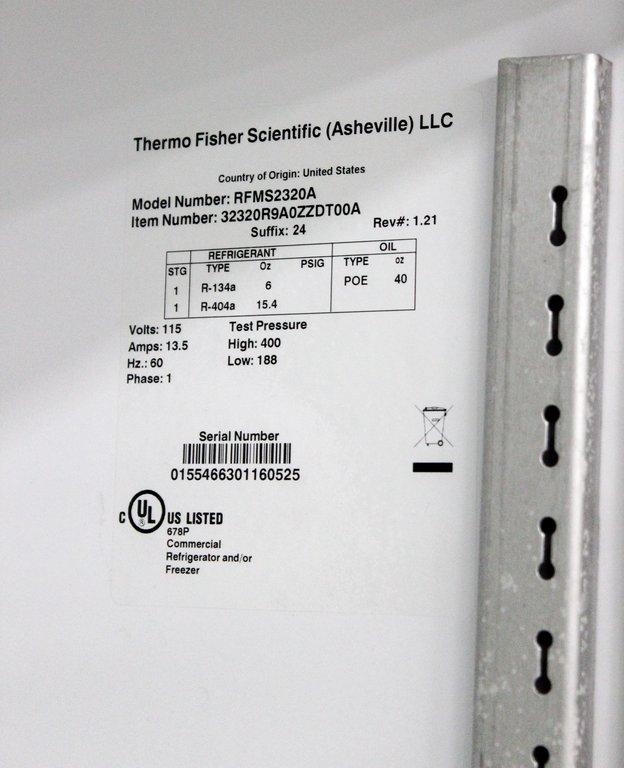 Thermo Fisher Scientific (Asheville) LLC
Country of Origin: United States
Model Number: RFMS2320A
Item Number: 32320R9A0ZZDT00A
Suffix: 24 Rev#: 1.21
REFRIGERANT OIL
STG TYPE Oz PSIG TYPE oz
1 R-134a 6 POE 40
1 R-404a 15.4
Volts: 115 Test Pressure
Amps: 13.5 High: 400
Hz.: 60 Low: 188
Phase: 1
Serial Number
0155466301160525
C UL ® US LISTED
678P
Commercial
Refrigerator and/or
Freezer